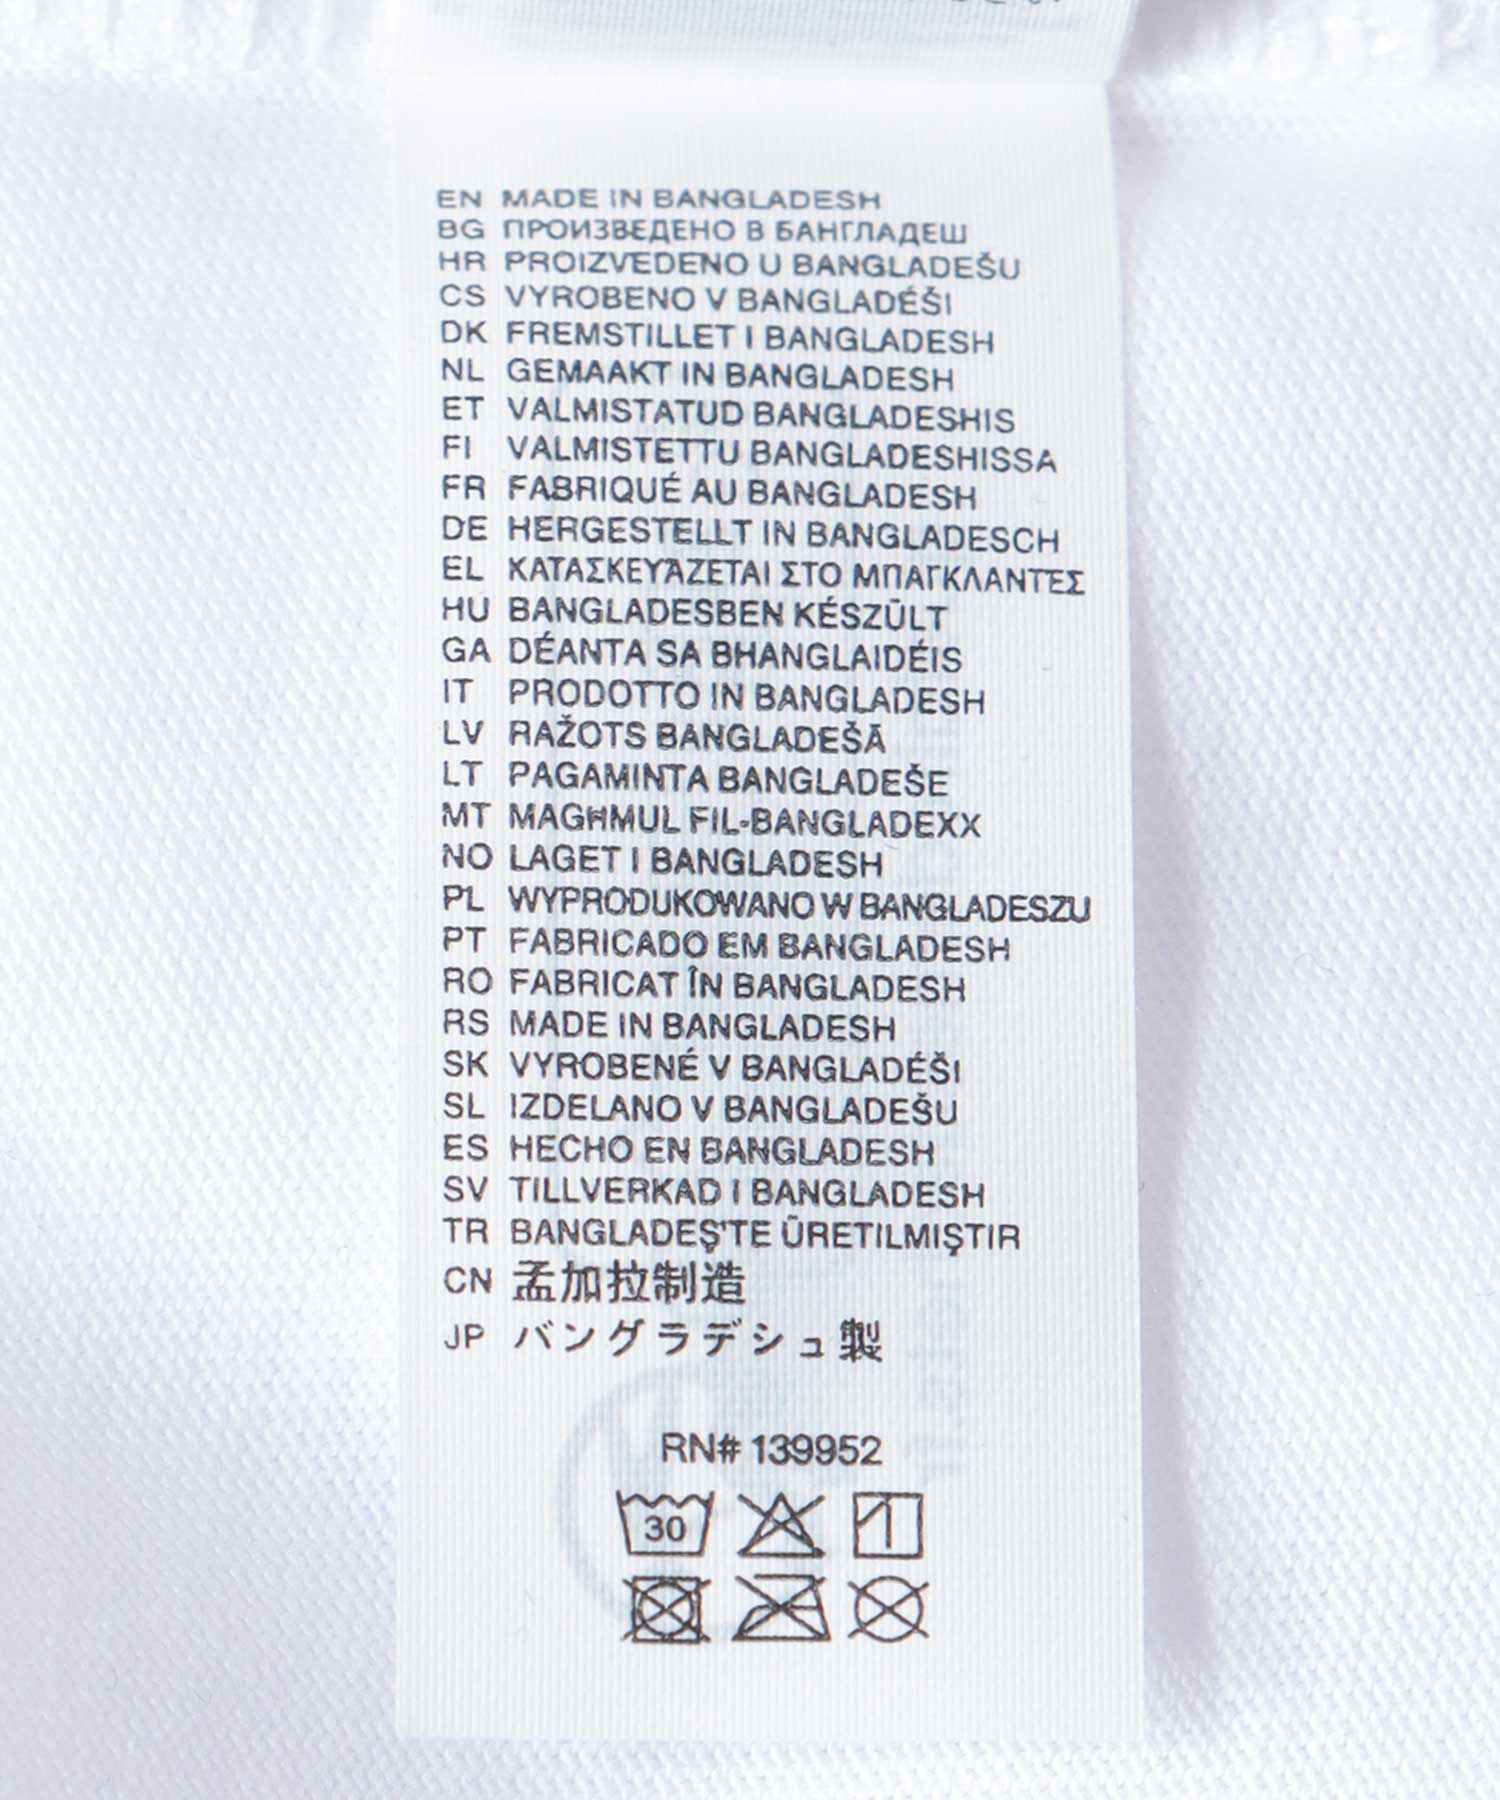 EN MADE IN BANGLADESH
BG ПРОИЗВЕДЕНО В БАНГЛАДЕШ
HR PROIZVEDENO U BANGLADEŠU
CS VYROBENO V BANGLADÉŠI
DK FREMSTILLET I BANGLADESH
NL GEMAAKT IN BANGLADESH
ET VALMISTATUD BANGLADESHIS
FI VALMISTETTU BANGLADESHISSA
FR FABRIQUÉ AU BANGLADESH
DE HERGESTELLT IN BANGLADESCH
EL ΚΑΤΑΣΚΕΥΆΖΕΤΑΙ ΣΤΟ ΜΠΑΓΚΛΑΝΤΈΣ
HU BANGLADESBEN KÉSZÜLT
GA DÉANTA SA BHANGLAIDÉIS
IT PRODOTTO IN BANGLADESH
LV RAŽOTS BANGLADEŠĀ
LT PAGAMINTA BANGLADEŠE
MT MAGĦMUL FIL-BANGLADEXX
NO LAGET I BANGLADESH
PL WYPRODUKOWANO W BANGLADESZU
PT FABRICADO EM BANGLADESH
RO FABRICAT ÎN BANGLADESH
RS MADE IN BANGLADESH
SK VYROBENÉ V BANGLADÉŠI
SL IZDELANO V BANGLADEŠU
ES HECHO EN BANGLADESH
SV TILLVERKAD I BANGLADESH
TR BANGLADEŞ'TE ÜRETILMIŞTIR
CN 孟加拉制造
JP バングラデシュ製
RN# 139952
30